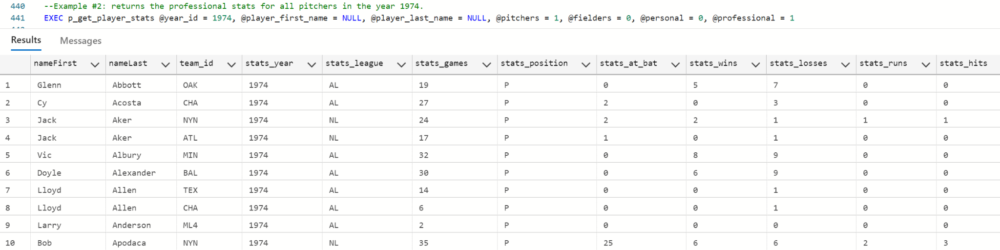 440 --Example #2: returns the professional stats for all pitchers in the year 1974.
441 EXEC p_get_player_stats @year_id = 1974, @player_first_name = NULL, @player_last_name = NULL, @pitchers = 1, @fielders = 0, @personal = 0, @professional = 1
Results Messages
nameFirst nameLast team_id stats_year stats_league stats_games stats_position stats_at_bat stats_wins stats_losses stats_runs stats_hits
1 Glenn Abbott OAK 1974 AL 19 P 0 5 7 0 0
2 Cy Acosta CHA 1974 AL 27 P 2 0 3 0 0
3 Jack Aker NYN 1974 NL 24 P 2 2 1 1 1
4 Jack Aker ATL 1974 NL 17 P 1 0 1 0 0
5 Vic Albury MIN 1974 AL 32 P 0 8 9 0 0
6 Doyle Alexander BAL 1974 AL 30 P 0 6 9 0 0
7 Lloyd Allen TEX 1974 AL 14 P 0 0 1 0 0
8 Lloyd Allen CHA 1974 AL 6 P 0 0 1 0 0
9 Larry Anderson ML4 1974 AL 2 P 0 0 0 0 0
10 Bob Apodaca NYN 1974 NL 35 P 25 6 6 2 3